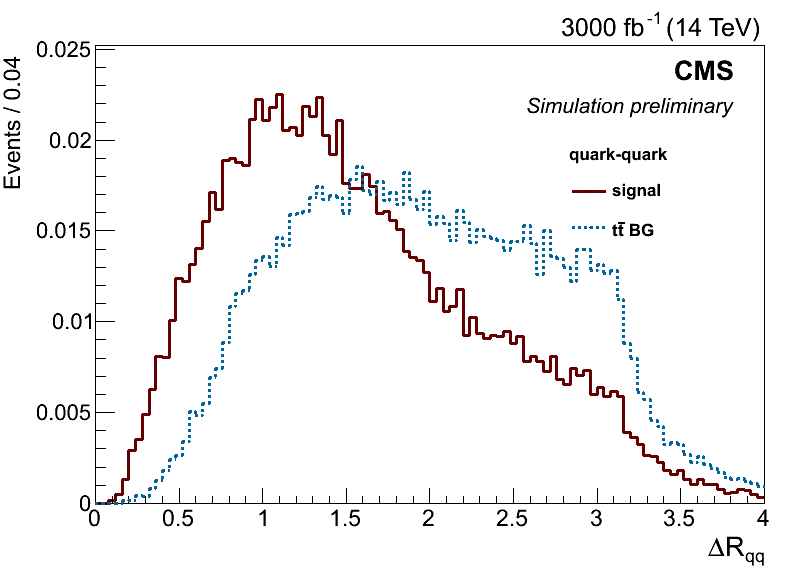 3000 fb⁻¹ (14 TeV)
CMS
Simulation preliminary
quark-quark
signal
tt̄ BG
Events / 0.04
0.025
0.02
0.015
0.01
0.005
0
0 0.5 1 1.5 2 2.5 3 3.5 4
ΔR_qq